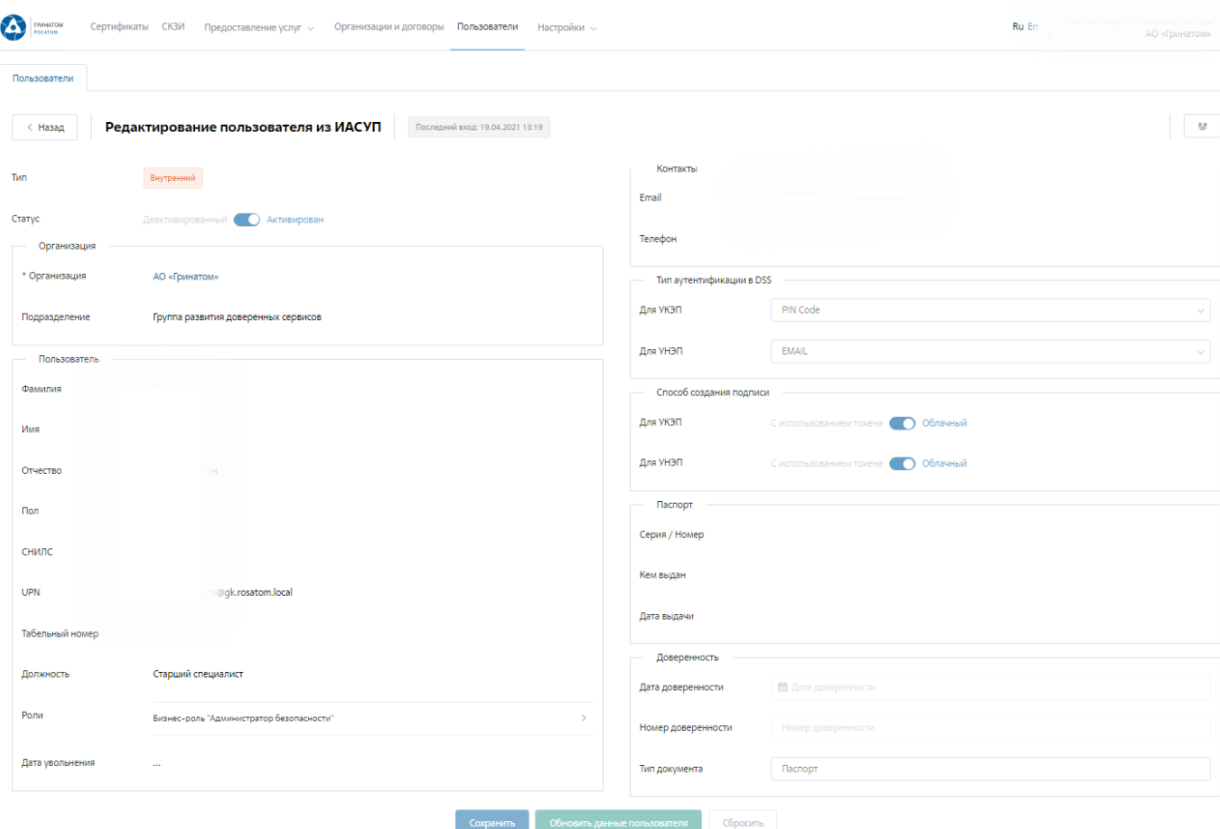 ГРИНАТОМ
РОСАТОМ
Сертификаты СКЗИ Предоставление услуг Организации и договоры Пользователи Настройки
Ru En
АО «Гринатом»
Пользователи
< Назад
Редактирование пользователя из ИАСУП
Последний вход: 19.04.2021 13:19
Тип Внутренний
Статус Деактивированный Активирован
Организация
* Организация АО «Гринатом»
Подразделение Группа развития доверенных сервисов
Пользователь
Фамилия
Имя
Отчество
Пол
СНИЛС
UPN @gk.rosatom.local
Табельный номер
Должность Старший специалист
Роли Бизнес-роль "Администратор безопасности"
Дата увольнения ...
Контакты
Email
Телефон
Тип аутентификации в DSS
Для УКЭП PIN Code
Для УНЭП EMAIL
Способ создания подписи
Для УКЭП С использованием токена Облачный
Для УНЭП С использованием токена Облачный
Паспорт
Серия / Номер
Кем выдан
Дата выдачи
Доверенность
Дата доверенности Дата доверенности
Номер доверенности Номер доверенности
Тип документа Паспорт
Сохранить Обновить данные пользователя Сбросить